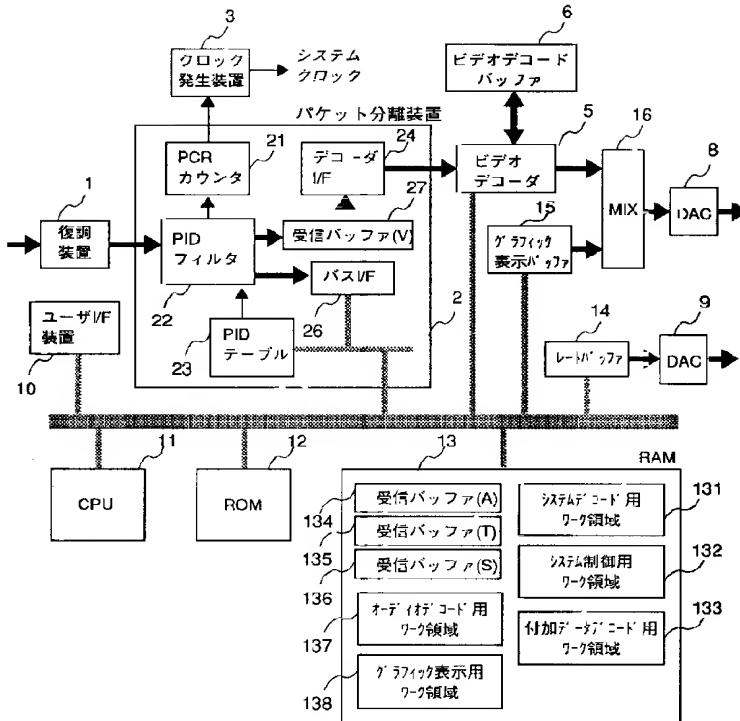 3
6
クロック
発生装置
システム
クロック
ビデオデコード
バッファ
パケット分離装置
21
24
5
16
PCR
カウンタ
デコーダ
I/F
ビデオ
デコーダ
8
27
1
15
MIX
DAC
復調
装置
PID
フィルタ
受信バッファ(V)
グラフィック
表示バッファ
バスI/F
22
26
2
ユーザI/F
装置
PID
テーブル
14
9
23
レートバッファ
DAC
10
11
12
13
RAM
CPU
ROM
受信バッファ(A)
134
受信バッファ(T)
135
受信バッファ(S)
136
システムデコード用
ワーク領域
131
システム制御用
ワーク領域
132
オーディオデコード用
ワーク領域
137
付加データデコード用
ワーク領域
133
グラフィック表示用
ワーク領域
138